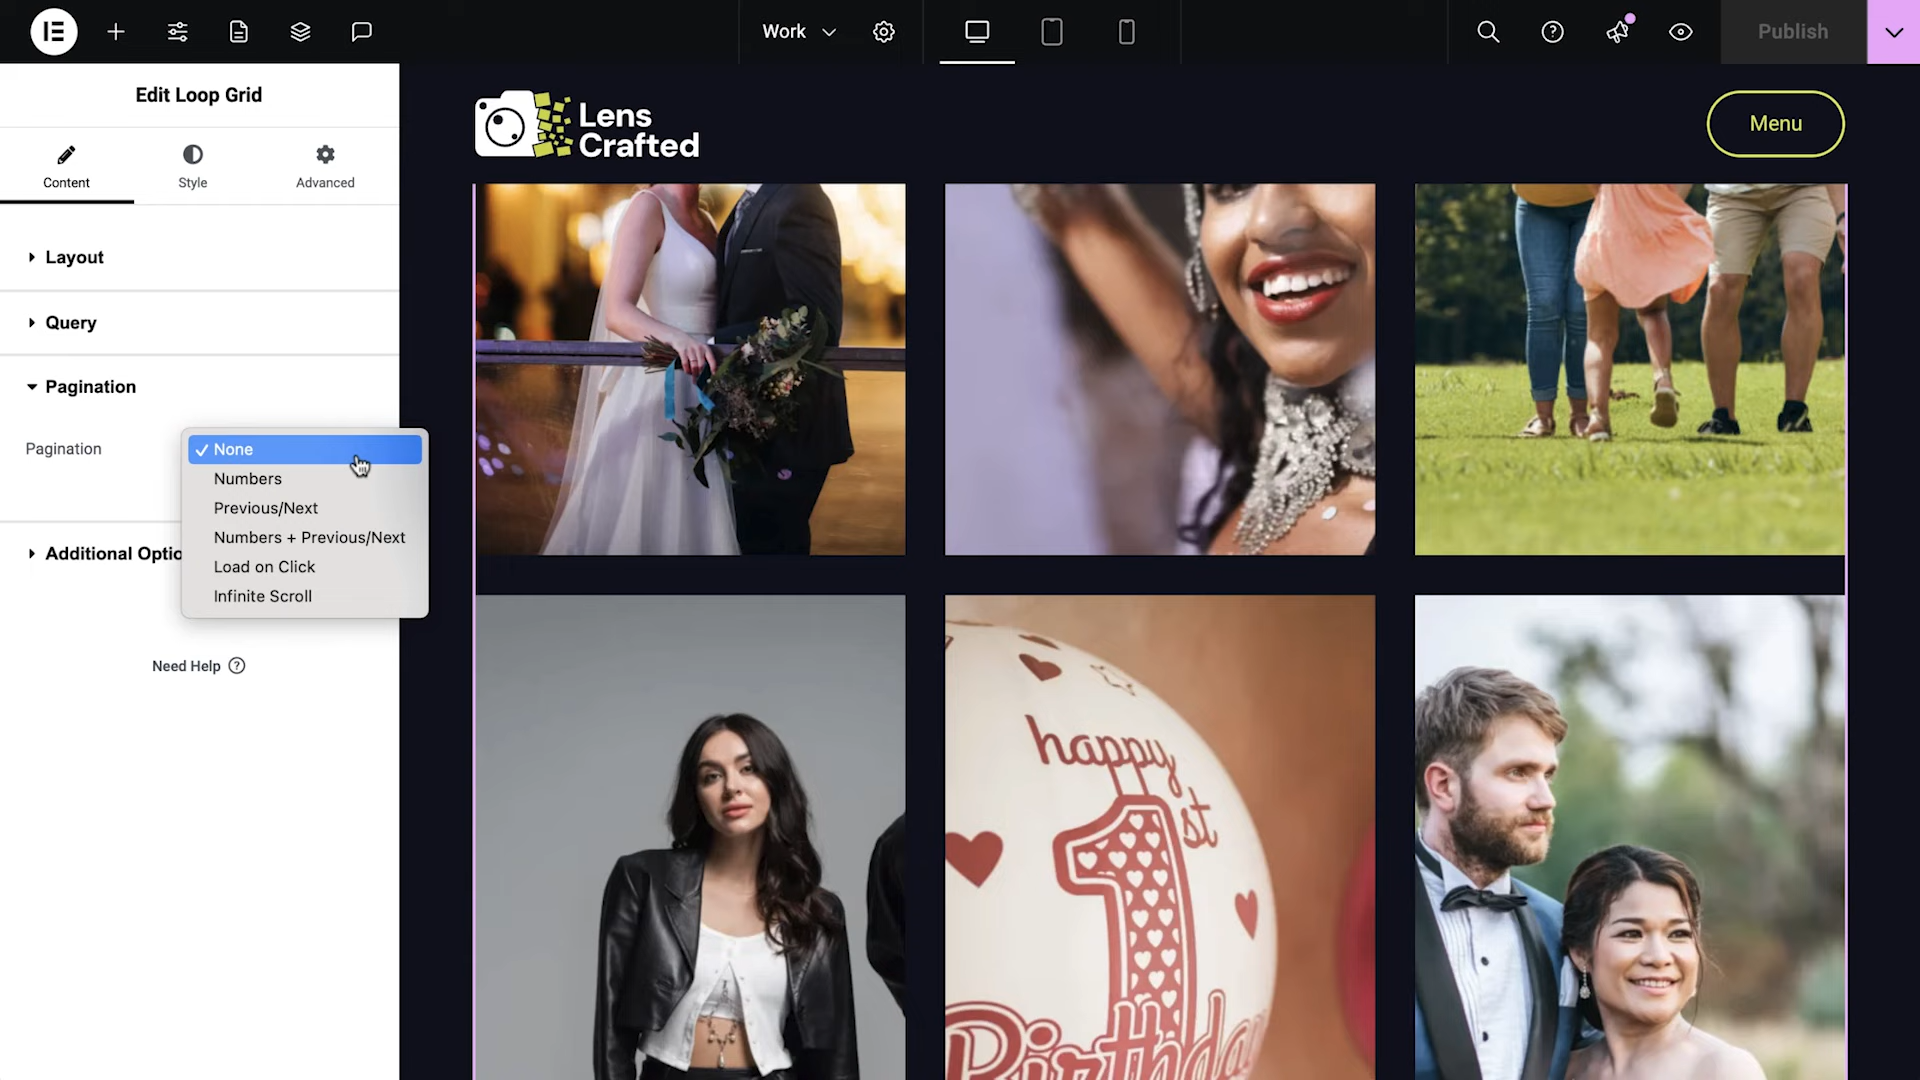 Work
Publish
Edit Loop Grid
Content
Style
Advanced
Layout
Query
Pagination
Pagination
None
Numbers
Previous/Next
Numbers + Previous/Next
Load on Click
Infinite Scroll
Additional Optio
Need Help
Lens
Crafted
Menu
happy
1st
Birthday